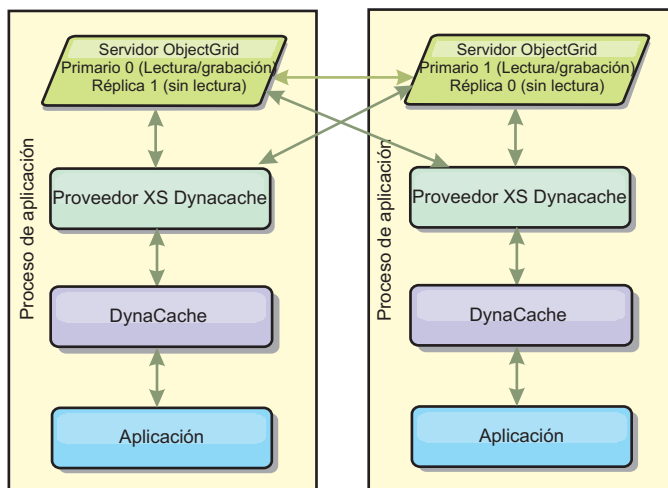 Servidor ObjectGrid
Primario 0 (Lectura/grabación)
Réplica 1 (sin lectura)
Proceso de aplicación
Proveedor XS Dynacache
DynaCache
Aplicación
Servidor ObjectGrid
Primario 1 (Lectura/grabación)
Réplica 0 (sin lectura)
Proceso de aplicación
Proveedor XS Dynacache
DynaCache
Aplicación